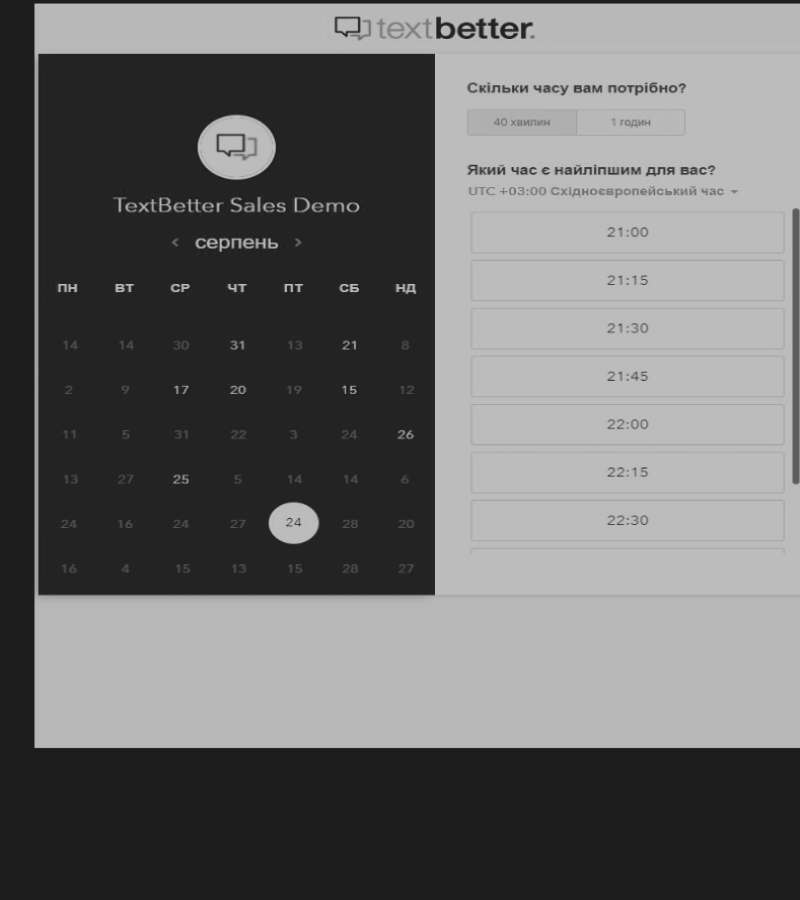 textbetter.
TextBetter Sales Demo
< серпень >
ПН ВТ СР ЧТ ПТ СБ НД
14 14 30 31 13 21 8
2 9 17 20 19 15 12
11 5 31 22 3 24 26
13 27 25 5 14 14 6
24 16 24 27 24 28 20
16 4 15 13 15 28 27
Скільки часу вам потрібно?
40 хвилин 1 годин
Який час є найліпшим для вас?
UTC +03:00 Східноєвропейський час
21:00
21:15
21:30
21:45
22:00
22:15
22:30